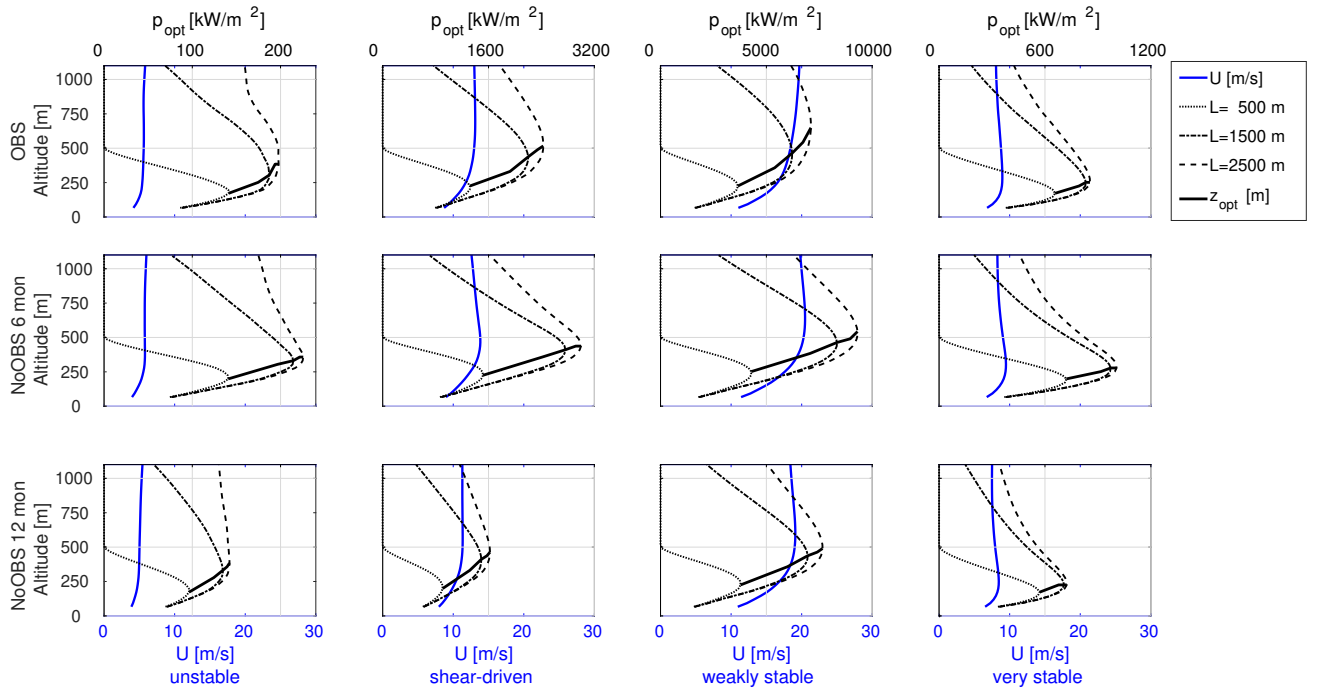 p_opt [kW/m ²] p_opt [kW/m ²] p_opt [kW/m ²] p_opt [kW/m ²]
0 100 200 0 1600 3200 0 5000 10000 0 600 1200
OBS
Altitude [m]
1000
750
500
250
0
U [m/s]
L= 500 m
L=1500 m
L=2500 m
z_opt [m]
NoOBS 6 mon
Altitude [m]
1000
750
500
250
0
NoOBS 12 mon
Altitude [m]
1000
750
500
250
0
0 10 20 30 0 10 20 30 0 10 20 30 0 10 20 30
U [m/s] U [m/s] U [m/s] U [m/s]
unstable shear-driven weakly stable very stable